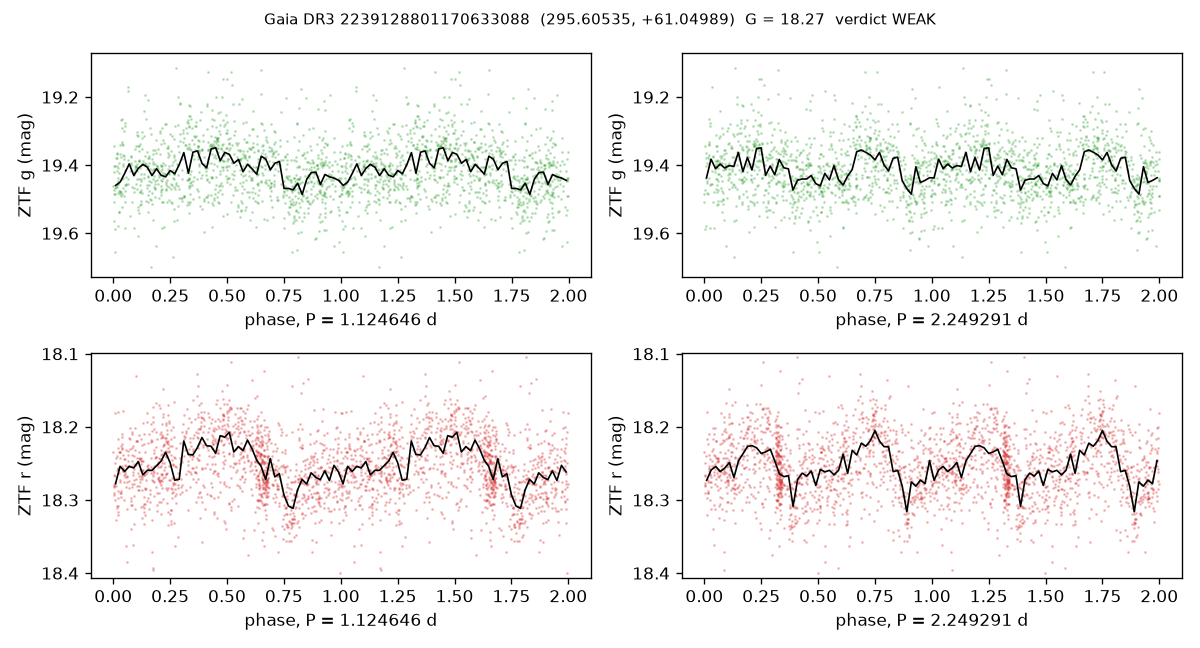 Gaia DR3 2239128801170633088  (295.60535, +61.04989)  G = 18.27  verdict WEAK
ZTF g (mag)
19.2
19.4
19.6
0.00 0.25 0.50 0.75 1.00 1.25 1.50 1.75 2.00
phase, P = 1.124646 d
ZTF g (mag)
19.2
19.4
19.6
0.00 0.25 0.50 0.75 1.00 1.25 1.50 1.75 2.00
phase, P = 2.249291 d
ZTF r (mag)
18.1
18.2
18.3
18.4
0.00 0.25 0.50 0.75 1.00 1.25 1.50 1.75 2.00
phase, P = 1.124646 d
ZTF r (mag)
18.1
18.2
18.3
18.4
0.00 0.25 0.50 0.75 1.00 1.25 1.50 1.75 2.00
phase, P = 2.249291 d